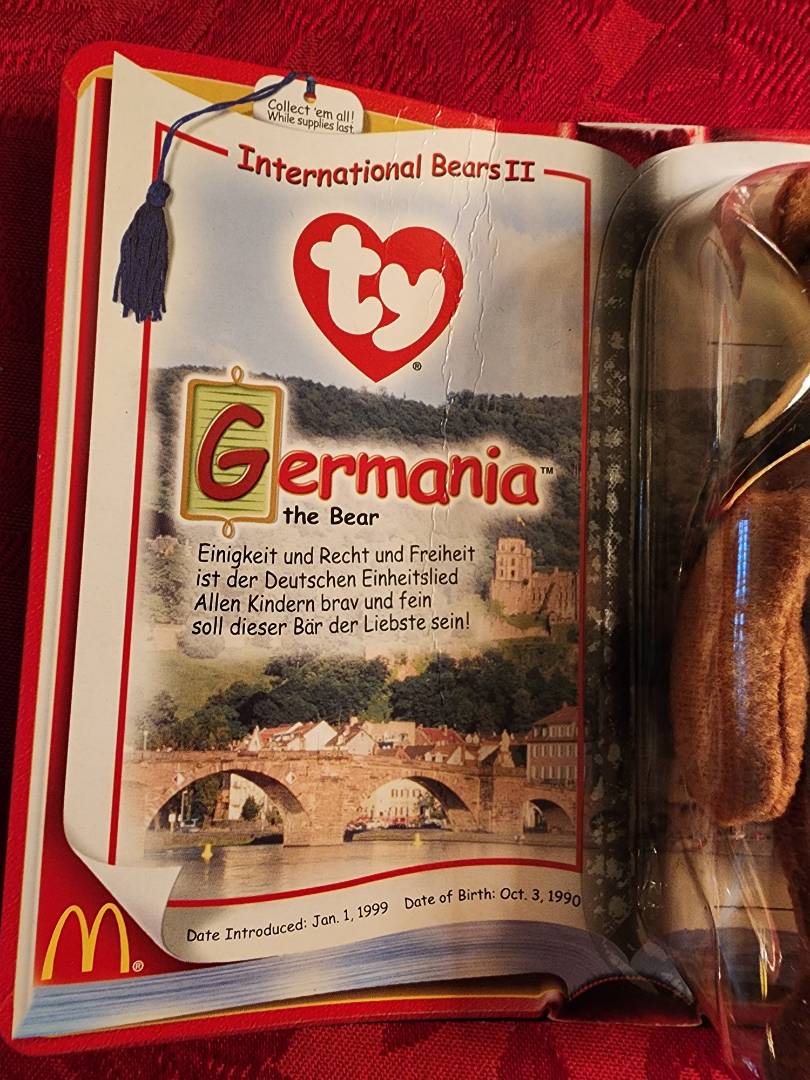 Collect 'em all!
While supplies last.
International Bears II
ty®
Germania™
the Bear
Einigkeit und Recht und Freiheit
ist der Deutschen Einheitslied
Allen Kindern brav und fein
soll dieser Bär der Liebste sein!
Date Introduced: Jan. 1, 1999 Date of Birth: Oct. 3, 1990
M®